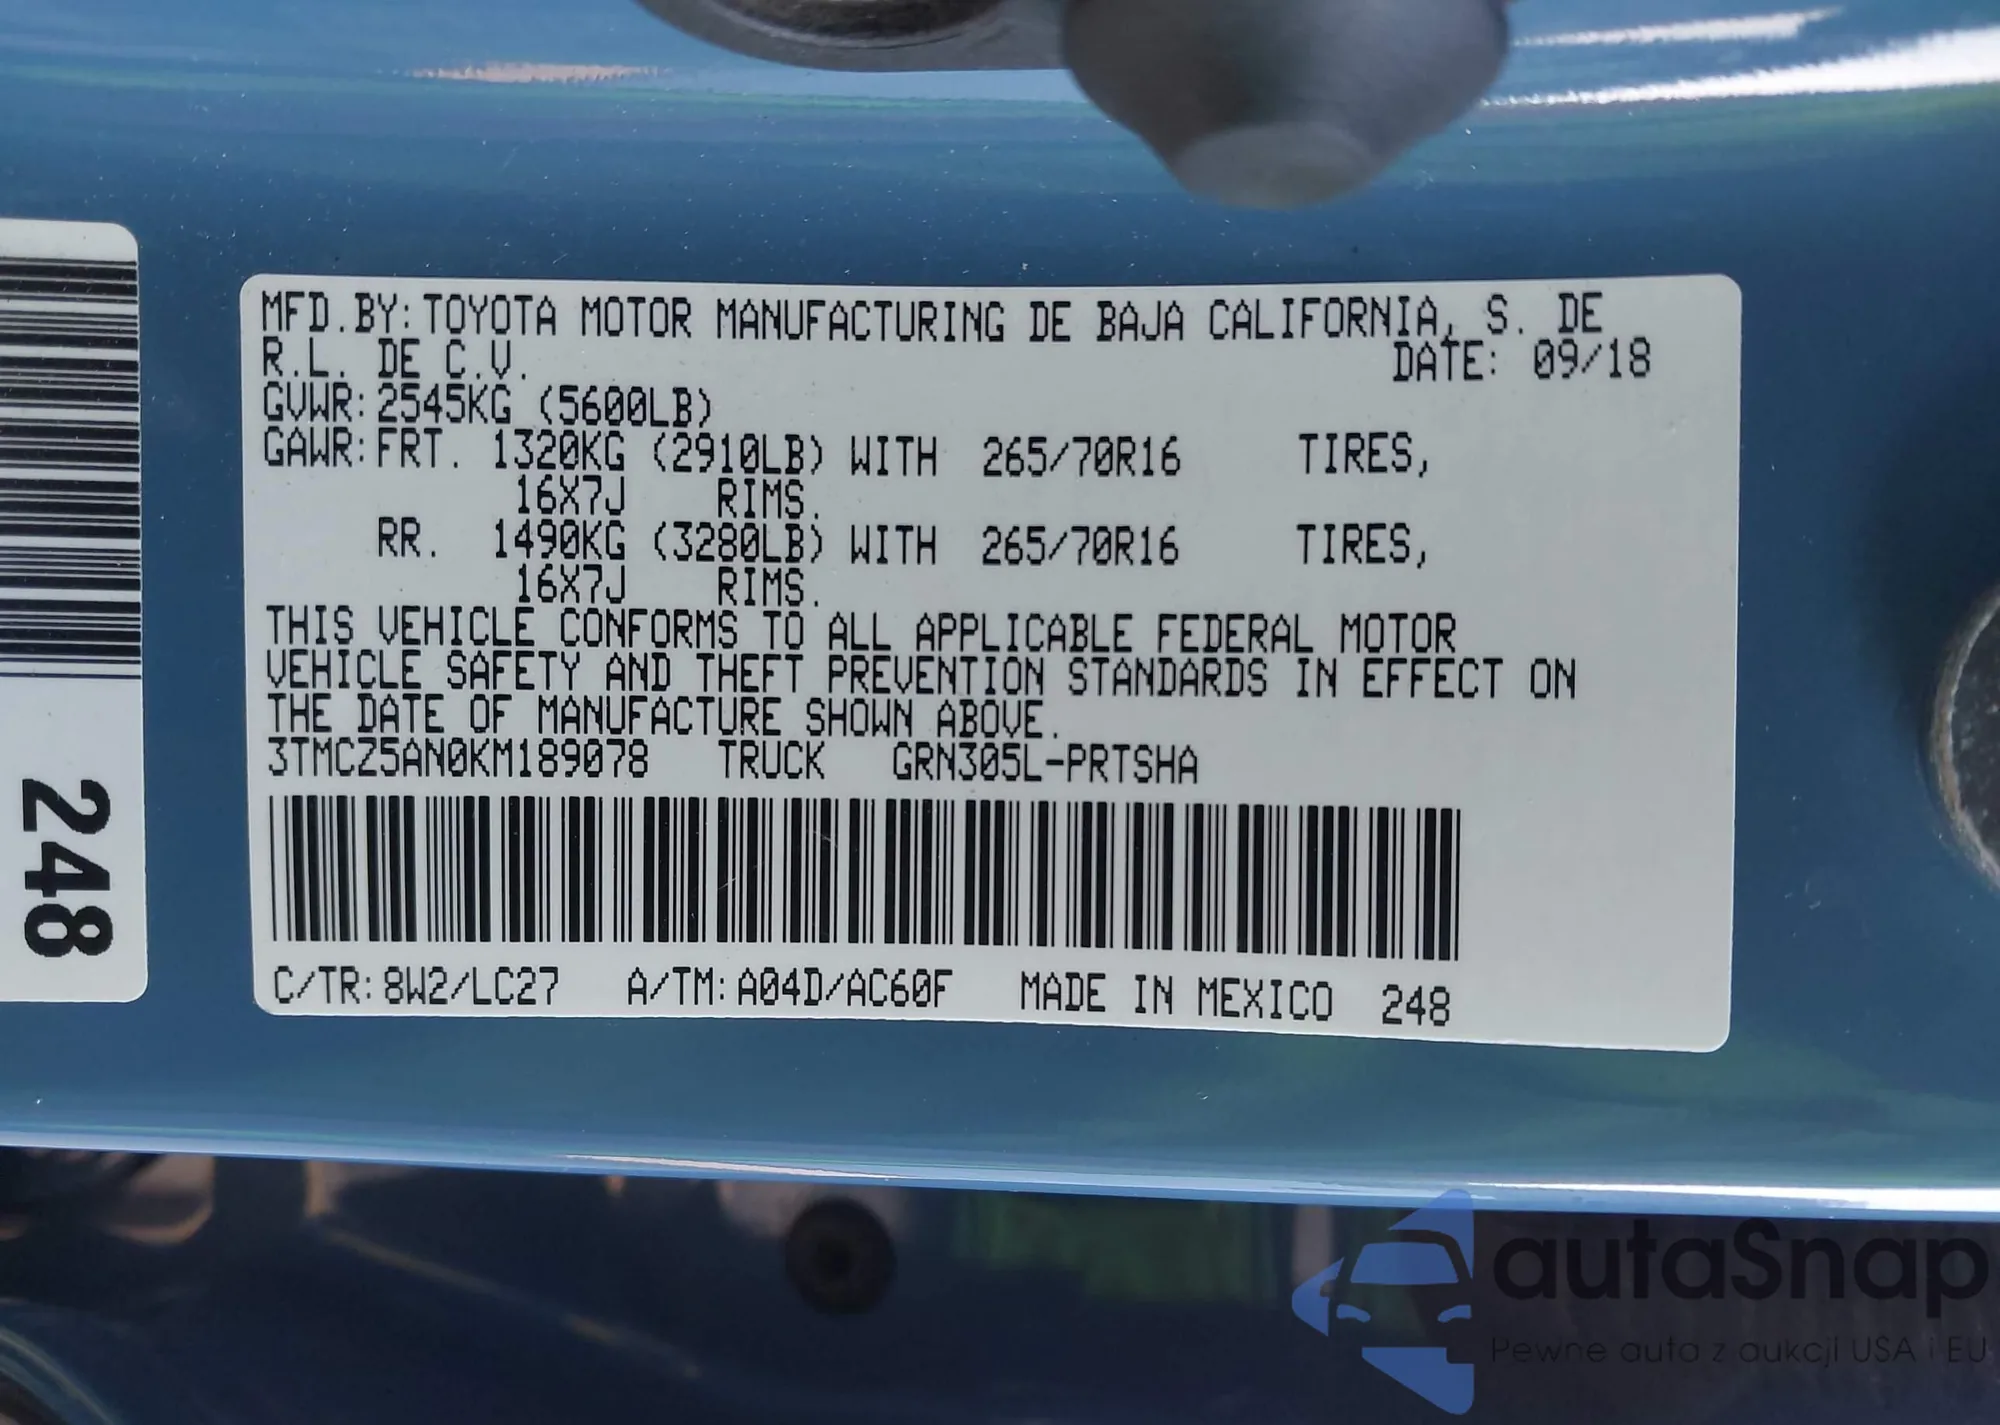 MFD.BY:TOYOTA MOTOR MANUFACTURING DE BAJA CALIFORNIA, S. DE
R.L. DE C.V. DATE: 09/18
GVWR:2545KG (5600LB)
GAWR:FRT. 1320KG (2910LB) WITH 265/70R16 TIRES,
16X7J RIMS.
RR. 1490KG (3280LB) WITH 265/70R16 TIRES,
16X7J RIMS.
THIS VEHICLE CONFORMS TO ALL APPLICABLE FEDERAL MOTOR
VEHICLE SAFETY AND THEFT PREVENTION STANDARDS IN EFFECT ON
THE DATE OF MANUFACTURE SHOWN ABOVE.
3TMCZ5AN0KM189078 TRUCK GRN305L-PRTSHA
C/TR:8W2/LC27 A/TM:A04D/AC60F MADE IN MEXICO 248
248
autaSnap
Pewne auta z aukcji USA i EU